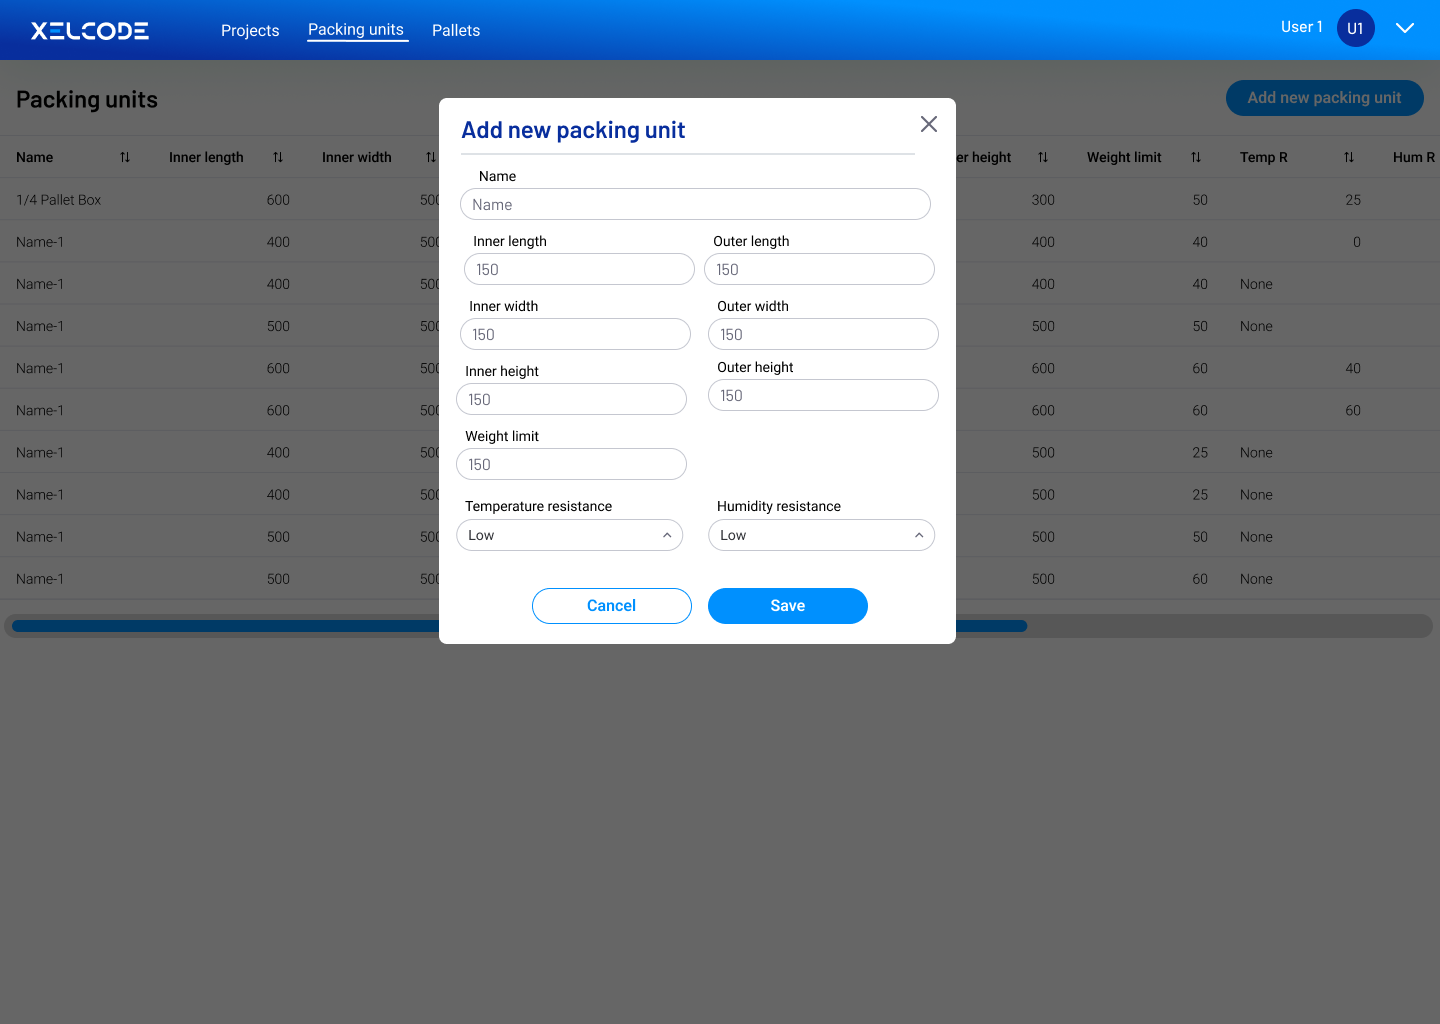 XELCODE
Projects Packing units Pallets
User 1 U1
Packing units
Add new packing unit
Name Inner length Inner width er height Weight limit Temp R Hum R
1/4 Pallet Box 600 500 300 50 25
Name-1 400 500 400 40 0
Name-1 400 500 400 40 None
Name-1 500 500 500 50 None
Name-1 600 500 600 60 40
Name-1 600 500 600 60 60
Name-1 400 500 500 25 None
Name-1 400 500 500 25 None
Name-1 500 500 500 50 None
Name-1 500 500 500 60 None
Add new packing unit
Name
Name
Inner length Outer length
150 150
Inner width Outer width
150 150
Inner height Outer height
150 150
Weight limit
150
Temperature resistance Humidity resistance
Low Low
Cancel Save